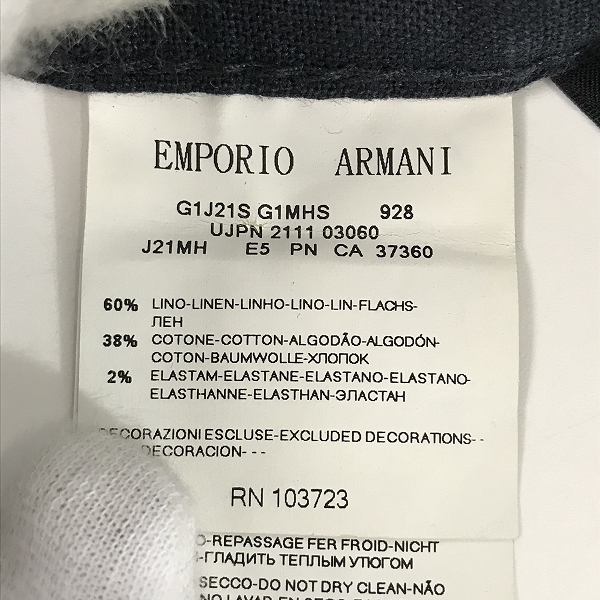 EMPORIO ARMANI
G1J21S G1MHS 928
UJPN 2111 03060
J21MH E5 PN CA 37360
60% LINO-LINEN-LINHO-LINO-LIN-FLACHS-
ЛЕН
38% COTONE-COTTON-ALGODÃO-ALGODÓN-
COTON-BAUMWOLLE-ХЛОПОК
2% ELASTAM-ELASTANE-ELASTANO-ELASTANO-
ELASTHANNE-ELASTHAN-ЭЛАСТАН
DECORAZIONI ESCLUSE-EXCLUDED DECORATIONS--
DECORACION---
RN 103723
-REPASSAGE FER FROID-NICHT
-ГЛАДИТЬ ТЕПЛЫМ УТЮГОМ
SECCO-DO NOT DRY CLEAN-NÃO